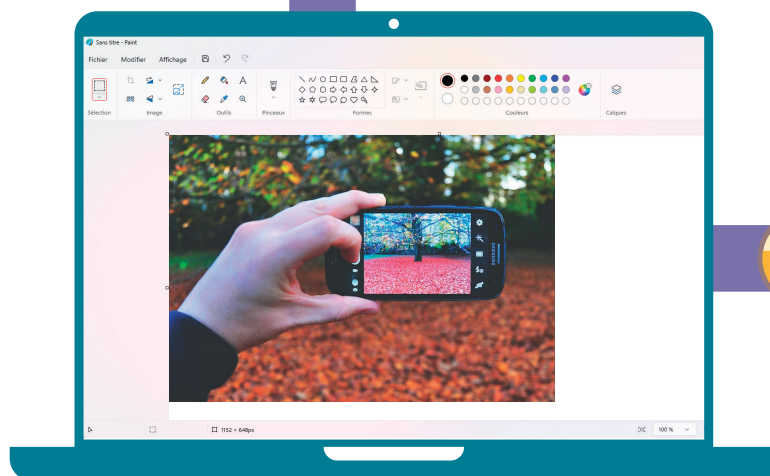 Sans titre - Paint
Fichier Modifier Affichage
Sélection Image Outils Pinceaux Formes Couleurs Calques
SAMSUNG
1152 × 648px
100 %